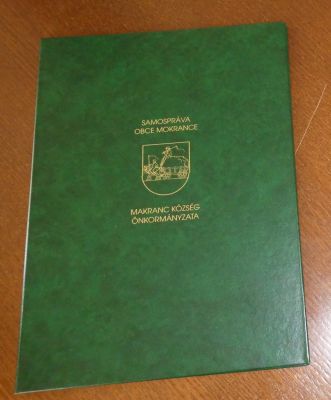 SAMOSPRÁVA
OBCE MOKRANCE
MAKRANC KÖZSÉG
ÖNKORMÁNYZATA